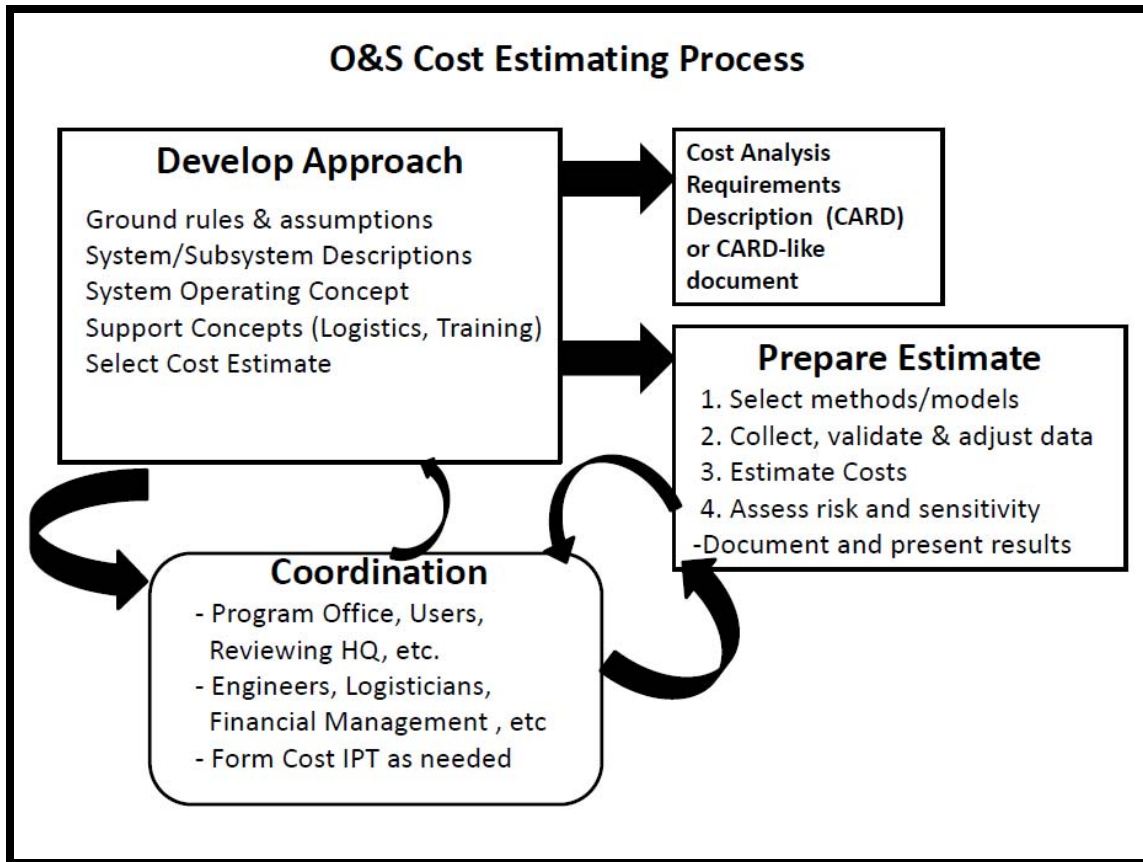 O&S Cost Estimating Process
Develop Approach
Ground rules & assumptions
System/Subsystem Descriptions
System Operating Concept
Support Concepts (Logistics, Training)
Select Cost Estimate
Cost Analysis
Requirements
Description (CARD)
or CARD-like
document
Prepare Estimate
1. Select methods/models
2. Collect, validate & adjust data
3. Estimate Costs
4. Assess risk and sensitivity
-Document and present results
Coordination
- Program Office, Users,
Reviewing HQ, etc.
- Engineers, Logisticians,
Financial Management , etc
- Form Cost IPT as needed